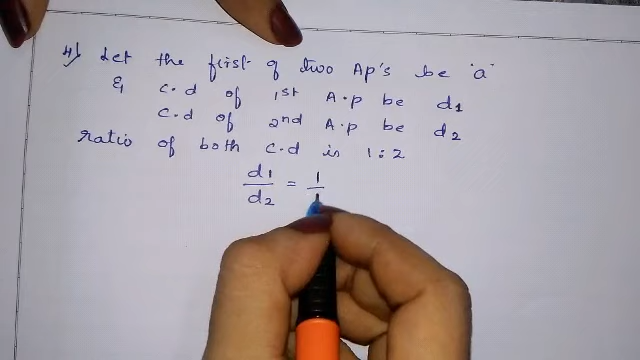 4) Let the first of two Ap's be 'a'
& C.d of 1st A.p be d1
C.d of 2nd A.p be d2
ratio of both C.d is 1:2
d1/d2 = 1/